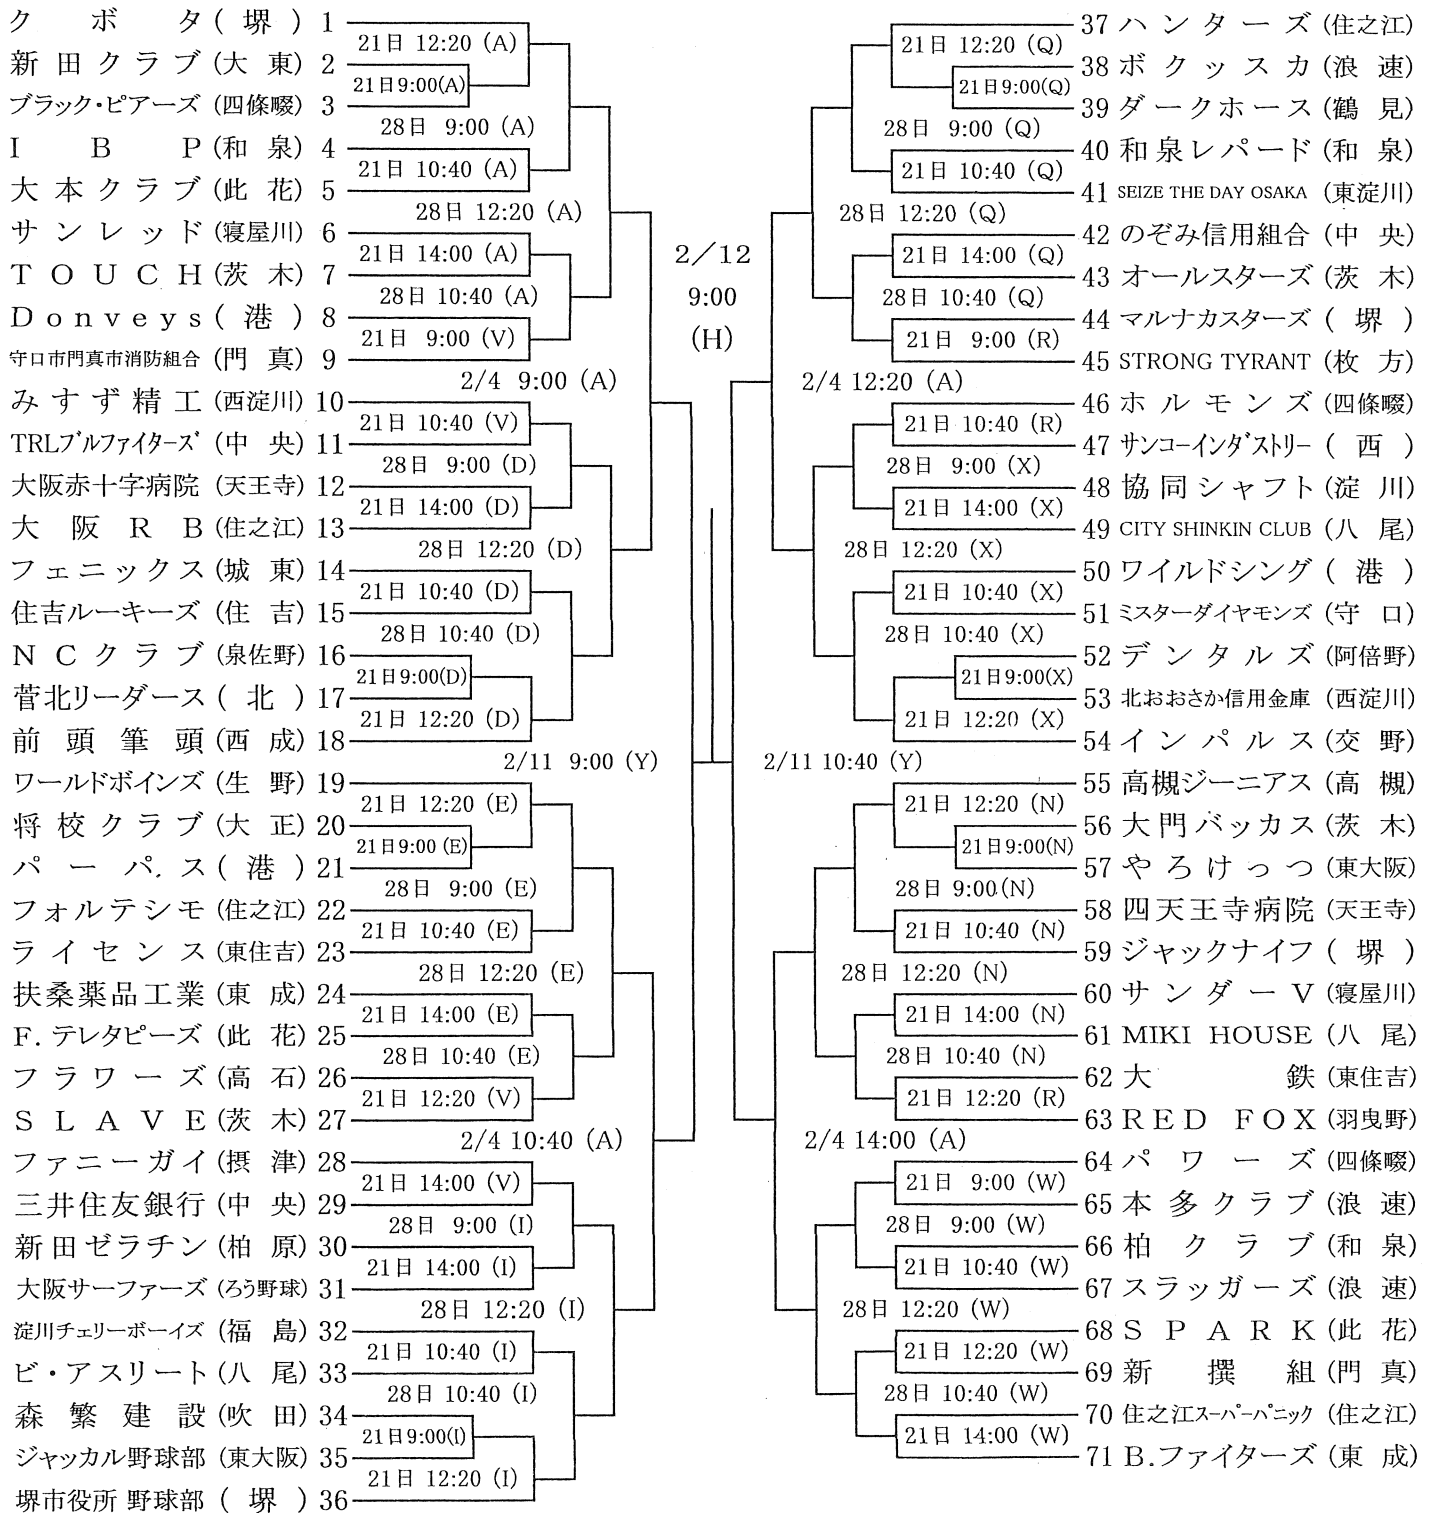 ク ボ タ ( 堺 ) 1
21日 12:20 (A)
新田クラブ (大 東) 2
21日9:00(A)
ブラック・ピアーズ (四條畷) 3
28日 9:00 (A)
I B P (和 泉) 4
21日 10:40 (A)
大本クラブ (此 花) 5
28日 12:20 (A)
サンレッド (寝屋川) 6
21日 14:00 (A)
TOUCH (茨 木) 7
28日 10:40 (A)
Donveys ( 港 ) 8
21日 9:00 (V)
守口市門真市消防組合 (門 真) 9
2/4 9:00 (A)
みすず精工 (西淀川) 10
21日 10:40 (V)
TRLブルファイターズ (中 央) 11
28日 9:00 (D)
大阪赤十字病院 (天王寺) 12
21日 14:00 (D)
大 阪 R B (住之江) 13
28日 12:20 (D)
フェニックス (城 東) 14
21日 10:40 (D)
住吉ルーキーズ (住 吉) 15
28日 10:40 (D)
NCクラブ (泉佐野) 16
21日9:00(D)
菅北リーダース ( 北 ) 17
21日 12:20 (D)
前 頭 筆 頭 (西 成) 18
2/11 9:00 (Y)
ワールドボインズ (生 野) 19
21日 12:20 (E)
将校クラブ (大 正) 20
21日9:00 (E)
パーパ.ス ( 港 ) 21
28日 9:00 (E)
フォルテシモ (住之江) 22
21日 10:40 (E)
ライセンス (東住吉) 23
28日 12:20 (E)
扶桑薬品工業 (東 成) 24
21日 14:00 (E)
F.テレタピーズ (此 花) 25
28日 10:40 (E)
フラワーズ (高 石) 26
21日 12:20 (V)
SLAVE (茨 木) 27
2/4 10:40 (A)
ファニーガイ (摂 津) 28
21日 14:00 (V)
三井住友銀行 (中 央) 29
28日 9:00 (I)
新田ゼラチン (柏 原) 30
21日 14:00 (I)
大阪サーファーズ (ろう野球) 31
28日 12:20 (I)
淀川チェリーボーイズ (福 島) 32
21日 10:40 (I)
ビ・アスリート (八 尾) 33
28日 10:40 (I)
森 繁 建 設 (吹 田) 34
21日9:00(I)
ジャッカル野球部 (東大阪) 35
21日 12:20 (I)
堺市役所 野球部 ( 堺 ) 36
2/12
9:00
(H)
37 ハンターズ (住之江)
21日 12:20 (Q)
38 ボクッスカ (浪 速)
21日9:00(Q)
39 ダークホース (鶴 見)
28日 9:00 (Q)
40 和泉レパード (和 泉)
21日 10:40 (Q)
41 SEIZE THE DAY OSAKA (東淀川)
28日 12:20 (Q)
42 のぞみ信用組合 (中 央)
21日 14:00 (Q)
43 オールスターズ (茨 木)
28日 10:40 (Q)
44 マルナカスターズ ( 堺 )
21日 9:00 (R)
45 STRONG TYRANT (枚 方)
2/4 12:20 (A)
46 ホルモンズ (四條畷)
21日 10:40 (R)
47 サンコーインダストリー ( 西 )
28日 9:00 (X)
48 協同シャフト (淀 川)
21日 14:00 (X)
49 CITY SHINKIN CLUB (八 尾)
28日 12:20 (X)
50 ワイルドシング ( 港 )
21日 10:40 (X)
51 ミスターダイヤモンズ (守 口)
28日 10:40 (X)
52 デンタルズ (阿倍野)
21日9:00(X)
53 北おおさか信用金庫 (西淀川)
21日 12:20 (X)
54 インパルス (交 野)
2/11 10:40 (Y)
55 高槻ジーニアス (高 槻)
21日 12:20 (N)
56 大門バッカス (茨 木)
21日9:00(N)
57 やろけっつ (東大阪)
28日 9:00(N)
58 四天王寺病院 (天王寺)
21日 10:40 (N)
59 ジャックナイフ ( 堺 )
28日 12:20 (N)
60 サンダーV (寝屋川)
21日 14:00 (N)
61 MIKI HOUSE (八 尾)
28日 10:40 (N)
62 大 鉄 (東住吉)
21日 12:20 (R)
63 RED FOX (羽曳野)
2/4 14:00 (A)
64 パワーズ (四條畷)
21日 9:00 (W)
65 本多クラブ (浪 速)
28日 9:00 (W)
66 柏クラブ (和 泉)
21日 10:40 (W)
67 スラッガーズ (浪 速)
28日 12:20 (W)
68 SPARK (此 花)
21日 12:20 (W)
69 新 撰 組 (門 真)
28日 10:40 (W)
70 住之江スーパーパニック (住之江)
21日 14:00 (W)
71 B.ファイターズ (東 成)